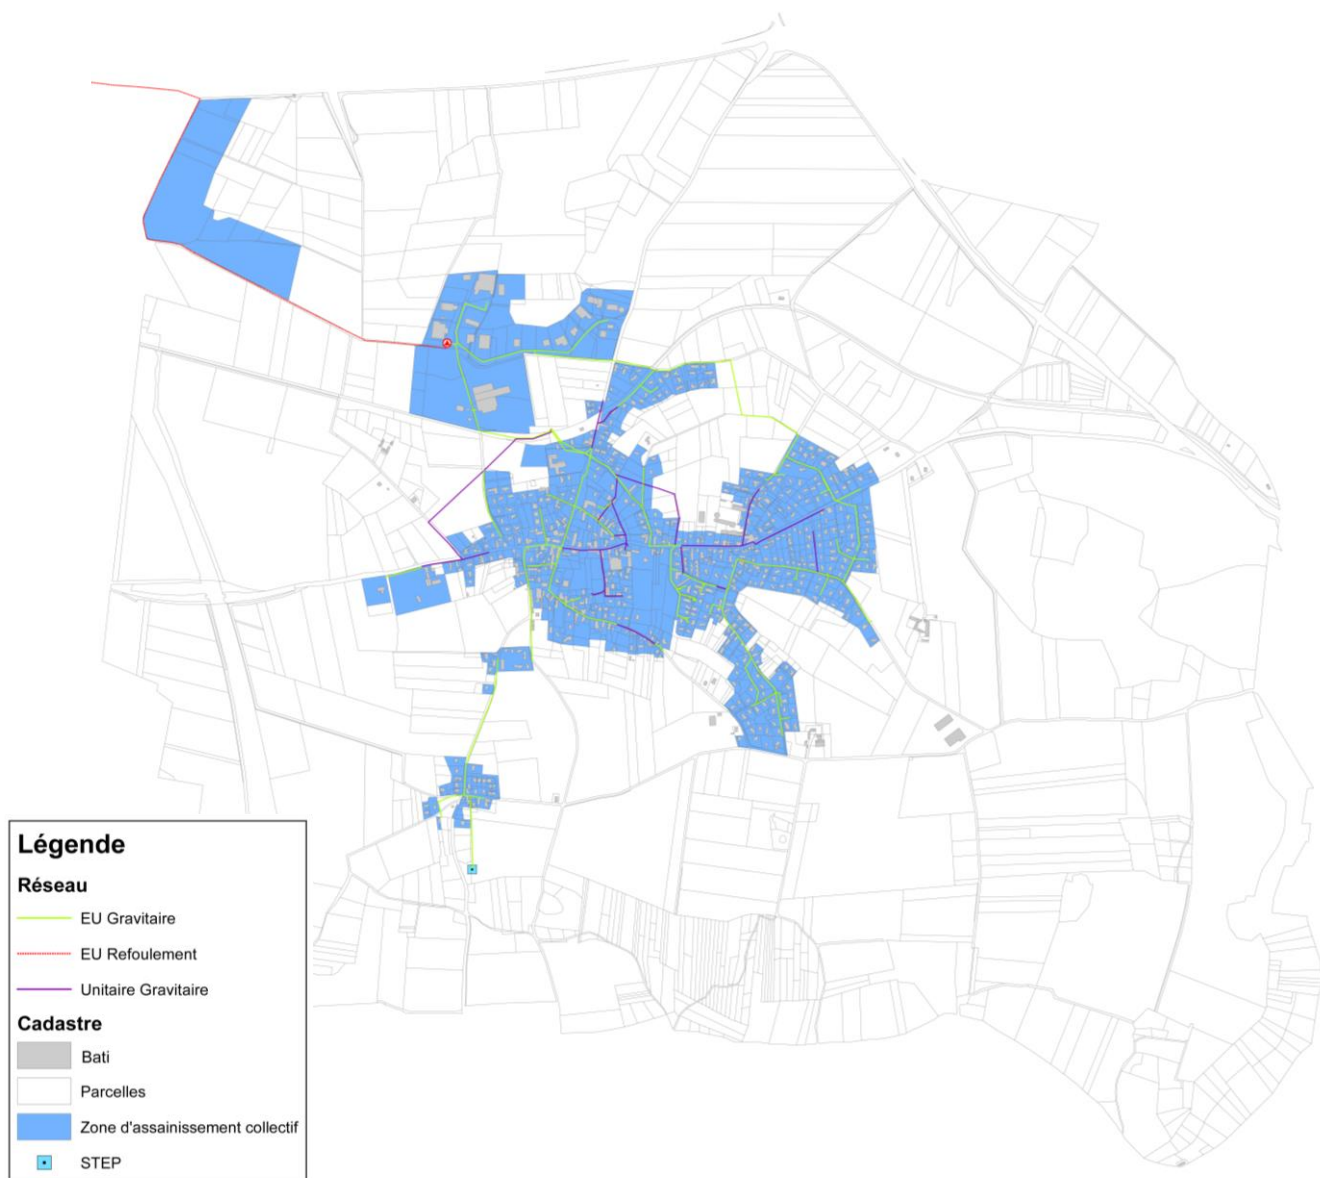 Légende
Réseau
EU Gravitaire
EU Refoulement
Unitaire Gravitaire
Cadastre
Bati
Parcelles
Zone d'assainissement collectif
STEP